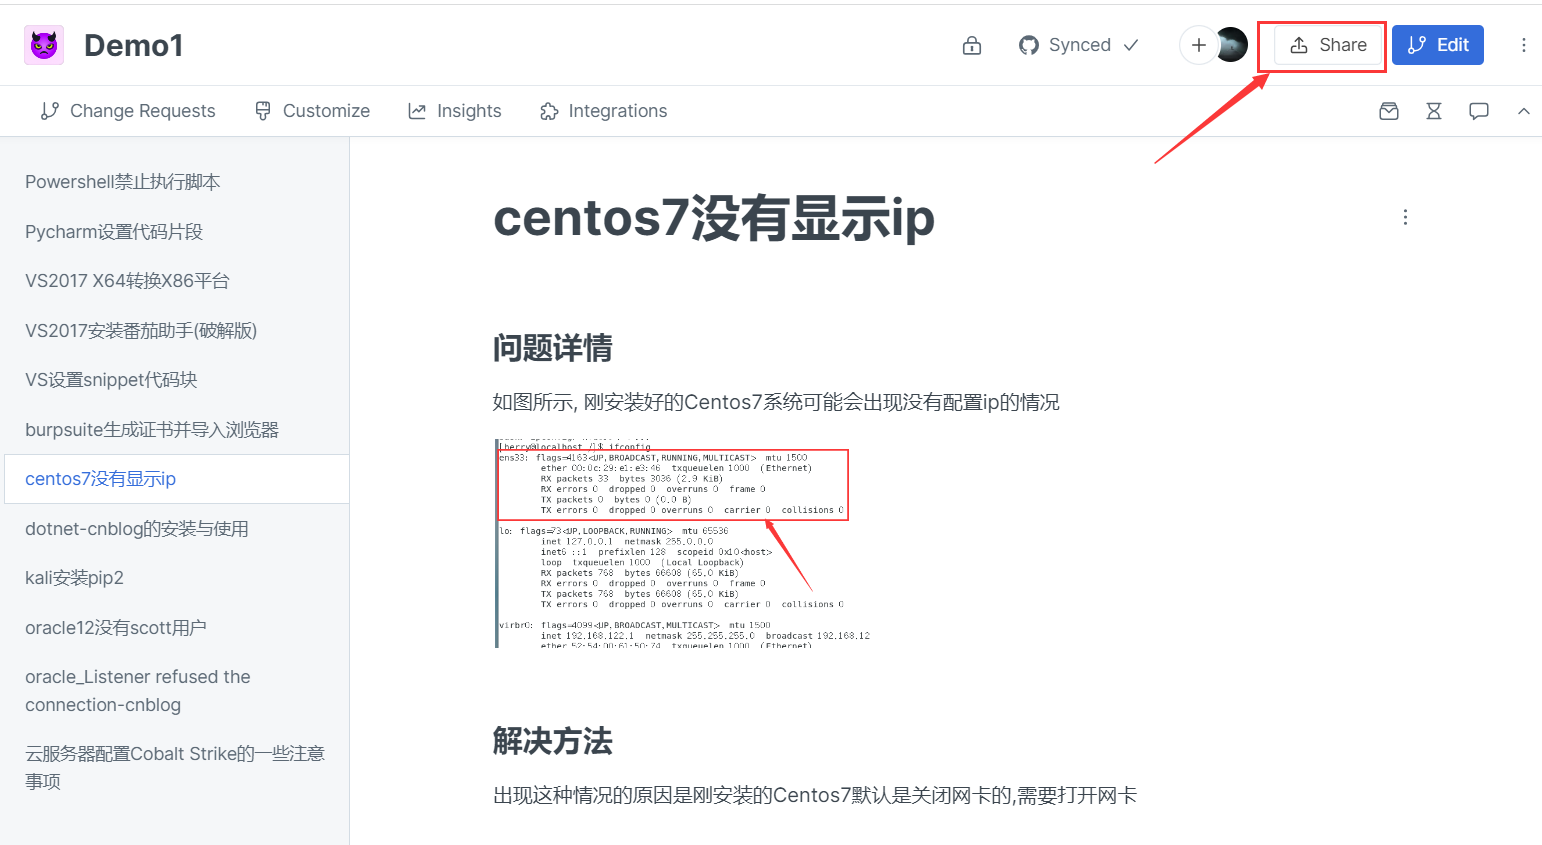 Demo1
Synced
Share
Edit
Change Requests
Customize
Insights
Integrations
Powershell禁止执行脚本
Pycharm设置代码片段
VS2017 X64转换X86平台
VS2017安装番茄助手(破解版)
VS设置snippet代码块
burpsuite生成证书并导入浏览器
centos7没有显示ip
dotnet-cnblog的安装与使用
kali安装pip2
oracle12没有scott用户
oracle_Listener refused the
connection-cnblog
云服务器配置Cobalt Strike的一些注意
事项
centos7没有显示ip
问题详情
如图所示, 刚安装好的Centos7系统可能会出现没有配置ip的情况
[berry@localhost /]$ ifconfig
ens33: flags=4163<UP,BROADCAST,RUNNING,MULTICAST> mtu 1500
ether 00:0c:29:e1:e3:46 txqueuelen 1000 (Ethernet)
RX packets 33 bytes 3036 (2.9 KiB)
RX errors 0 dropped 0 overruns 0 frame 0
TX packets 0 bytes 0 (0.0 B)
TX errors 0 dropped 0 overruns 0 carrier 0 collisions 0
lo: flags=73<UP,LOOPBACK,RUNNING> mtu 65536
inet 127.0.0.1 netmask 255.0.0.0
inet6 ::1 prefixlen 128 scopeid 0x10<host>
loop txqueuelen 1000 (Local Loopback)
RX packets 768 bytes 66608 (65.0 KiB)
RX errors 0 dropped 0 overruns 0 frame 0
TX packets 768 bytes 66608 (65.0 KiB)
TX errors 0 dropped 0 overruns 0 carrier 0 collisions 0
virbr0: flags=4099<UP,BROADCAST,MULTICAST> mtu 1500
inet 192.168.122.1 netmask 255.255.255.0 broadcast 192.168.12
ether 52:54:00:61:50:74 txqueuelen 1000 (Ethernet)
解决方法
出现这种情况的原因是刚安装的Centos7默认是关闭网卡的,需要打开网卡